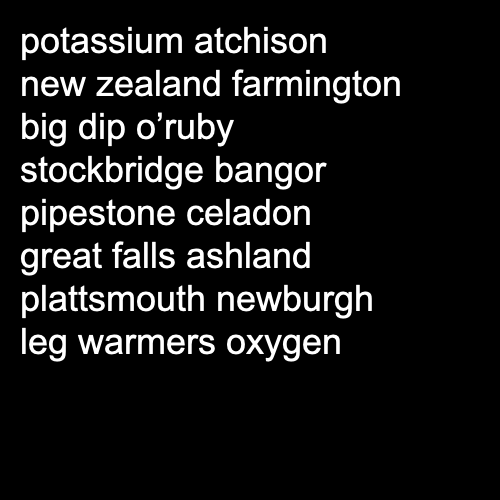 potassium atchison
new zealand farmington
big dip o’ruby
stockbridge bangor
pipestone celadon
great falls ashland
plattsmouth newburgh
leg warmers oxygen